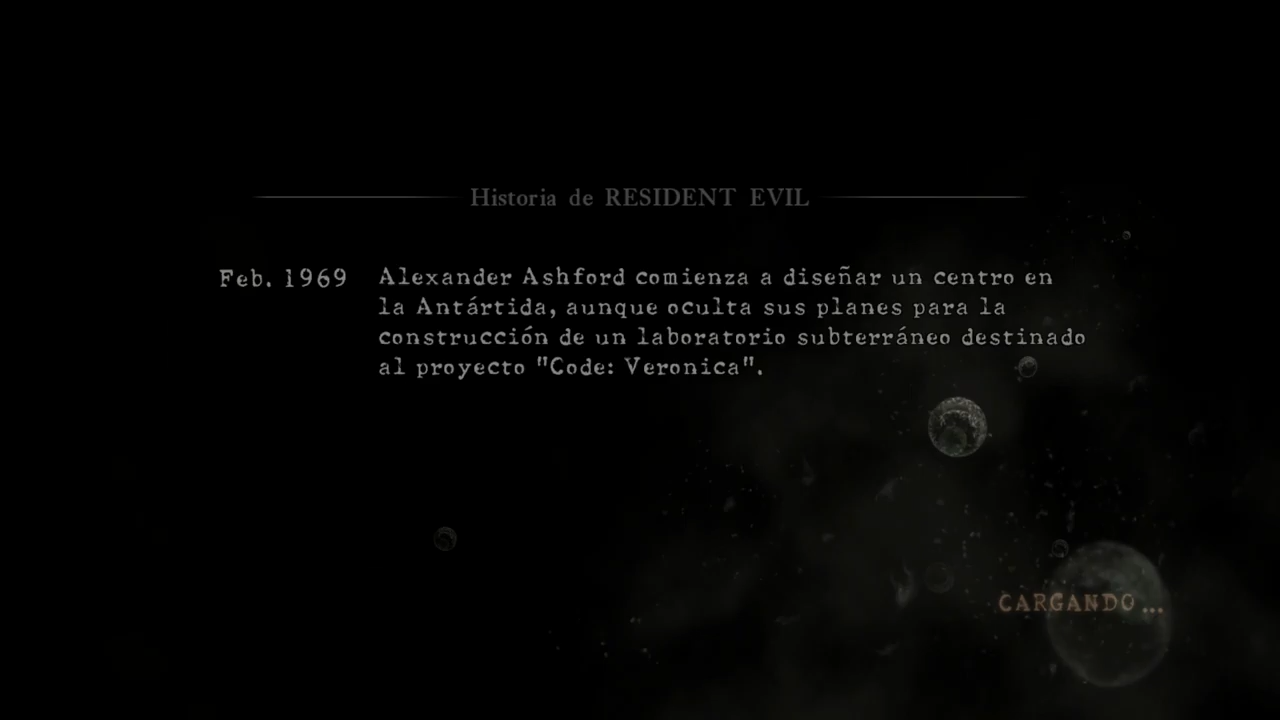 Historia de RESIDENT EVIL
Feb. 1969 Alexander Ashford comienza a diseñar un centro en
la Antártida, aunque oculta sus planes para la
construcción de un laboratorio subterráneo destinado
al proyecto "Code: Veronica".
CARGANDO...